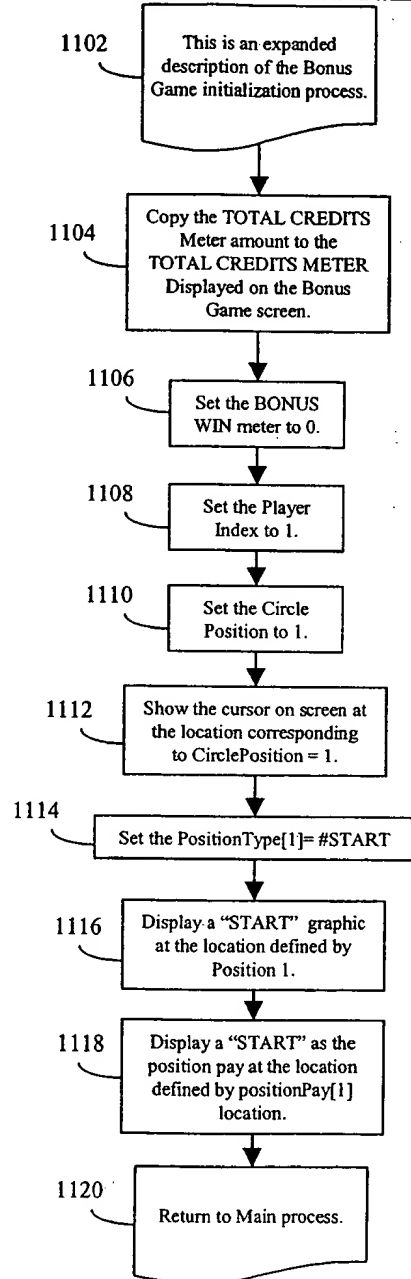 1102
This is an expanded
description of the Bonus
Game initialization process.
1104
Copy the TOTAL CREDITS
Meter amount to the
TOTAL CREDITS METER
Displayed on the Bonus
Game screen.
1106
Set the BONUS
WIN meter to 0.
1108
Set the Player
Index to 1.
1110
Set the Circle
Position to 1.
1112
Show the cursor on screen at
the location corresponding
to CirclePosition = 1.
1114
Set the PositionType[1]= #START
1116
Display a “START” graphic
at the location defined by
Position 1.
1118
Display a “START” as the
position pay at the location
defined by positionPay[1]
location.
1120
Return to Main process.